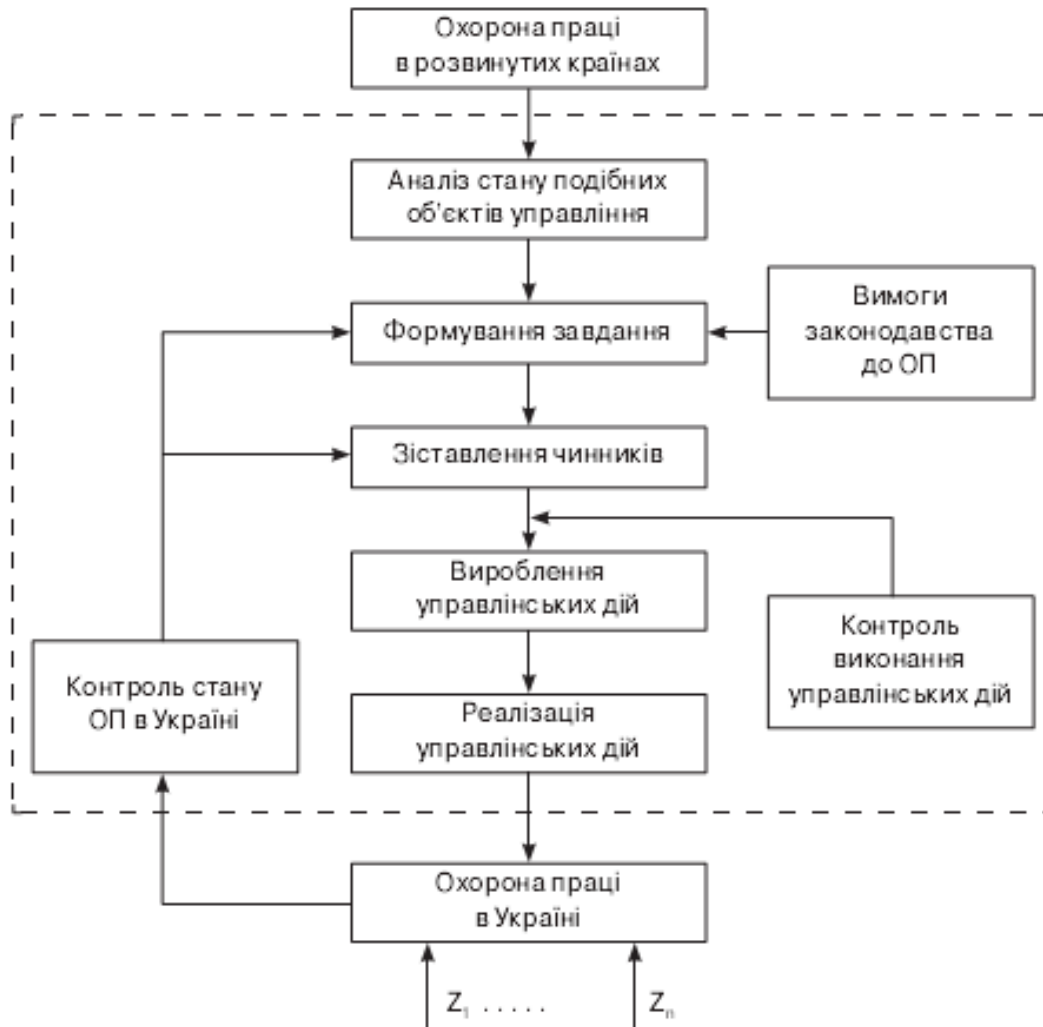 Охорона праці
в розвинутих країнах
Аналіз стану подібних
об'єктів управління
Формування завдання
Вимоги
законодавства
до ОП
Зіставлення чинників
Вироблення
управлінських дій
Контроль
виконання
управлінських дій
Контроль стану
ОП в Україні
Реалізація
управлінських дій
Охорона праці
в Україні
Z₁ . . . . . Zₙ